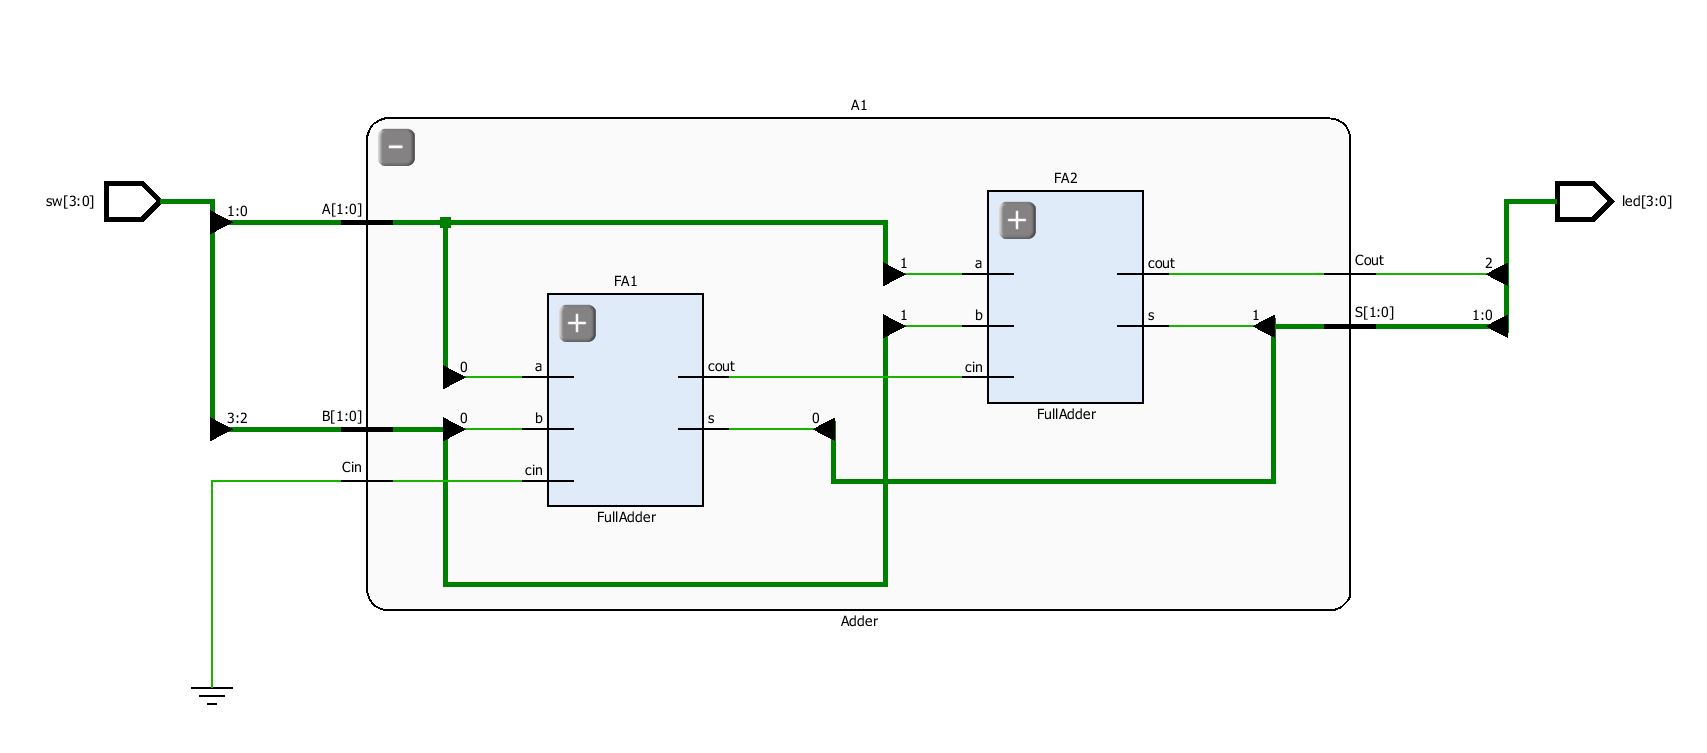 A1
sw[3:0]
1:0
A[1:0]
FA2
a
cout
1
b
s
1
cin
1
FullAdder
Cout
2
S[1:0]
1:0
led[3:0]
FA1
0
a
cout
0
b
s
0
cin
FullAdder
3:2
B[1:0]
Cin
Adder